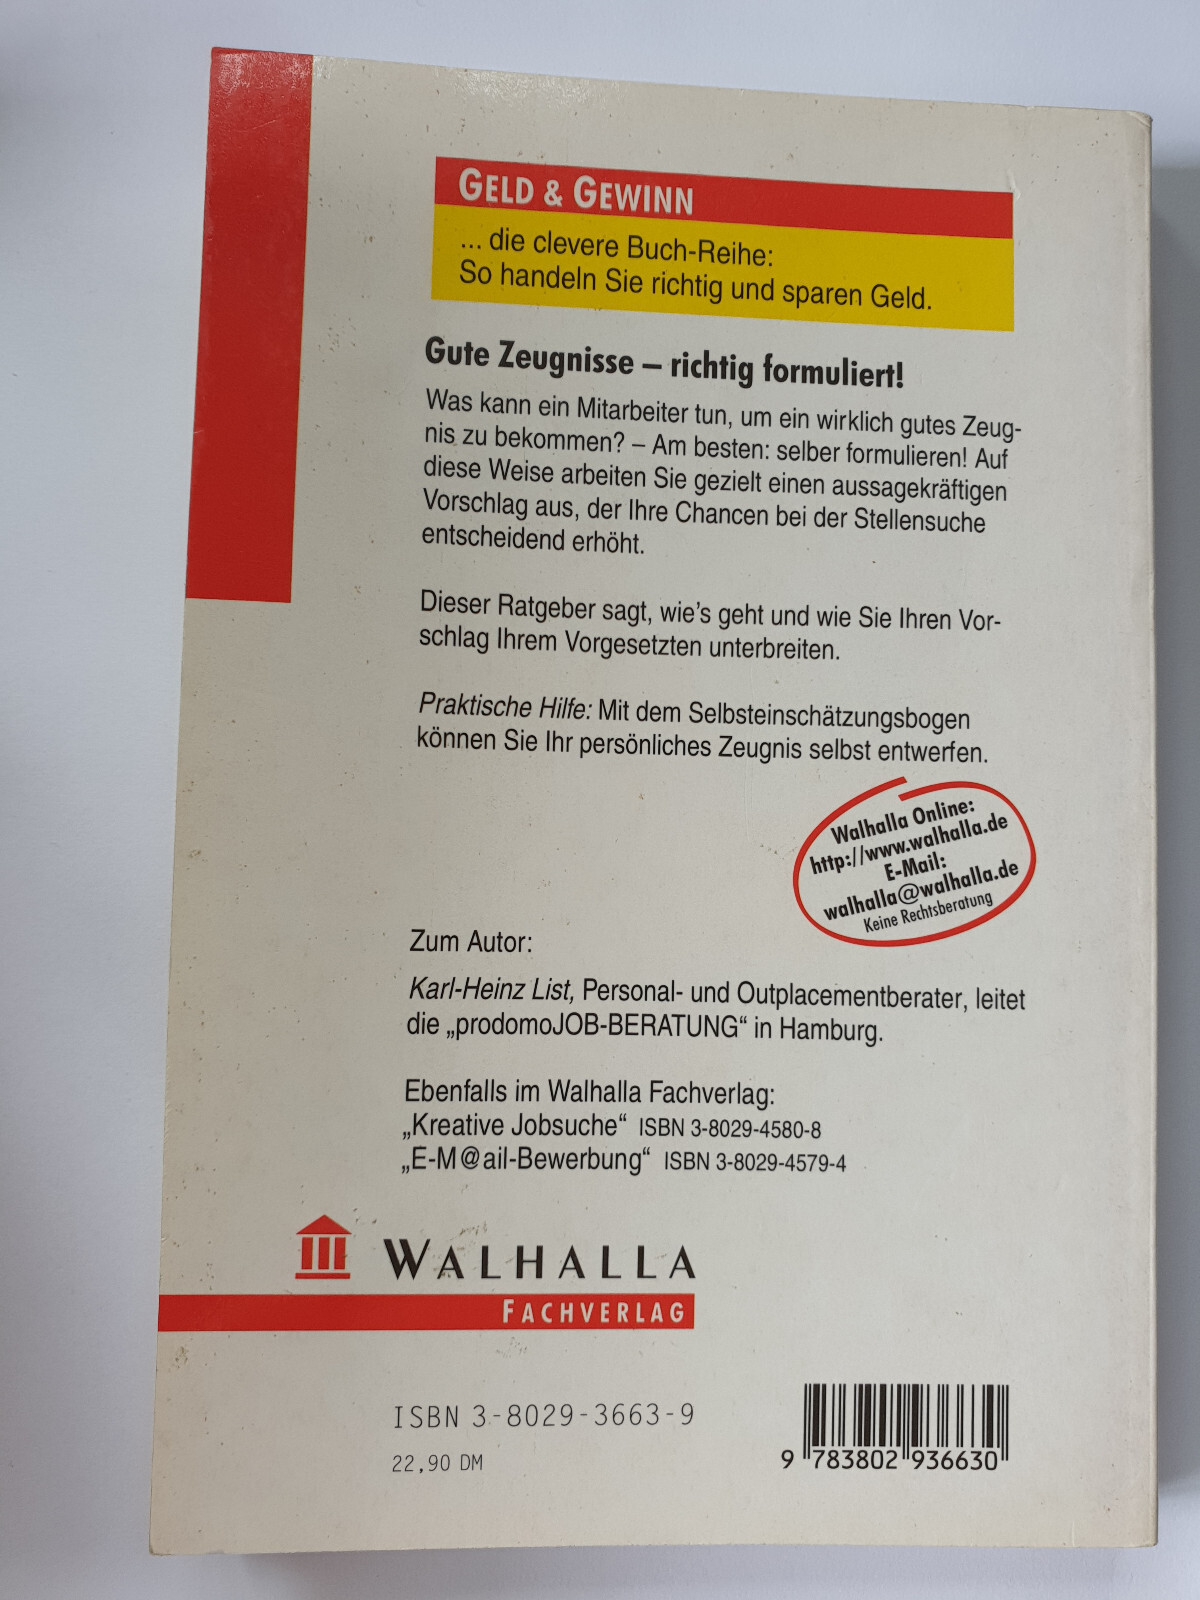 GELD & GEWINN
... die clevere Buch-Reihe:
So handeln Sie richtig und sparen Geld.
Gute Zeugnisse – richtig formuliert!
Was kann ein Mitarbeiter tun, um ein wirklich gutes Zeug-
nis zu bekommen? – Am besten: selber formulieren! Auf
diese Weise arbeiten Sie gezielt einen aussagekräftigen
Vorschlag aus, der Ihre Chancen bei der Stellensuche
entscheidend erhöht.
Dieser Ratgeber sagt, wie's geht und wie Sie Ihren Vor-
schlag Ihrem Vorgesetzten unterbreiten.
Praktische Hilfe: Mit dem Selbsteinschätzungsbogen
können Sie Ihr persönliches Zeugnis selbst entwerfen.
Walhalla Online:
http://www.walhalla.de
E-Mail:
walhalla@walhalla.de
Keine Rechtsberatung
Zum Autor:
Karl-Heinz List, Personal- und Outplacementberater, leitet
die „prodomoJOB-BERATUNG“ in Hamburg.
Ebenfalls im Walhalla Fachverlag:
„Kreative Jobsuche“ ISBN 3-8029-4580-8
„E-M@ail-Bewerbung“ ISBN 3-8029-4579-4
WALHALLA
FACHVERLAG
ISBN 3-8029-3663-9
22,90 DM
9 783802 936630